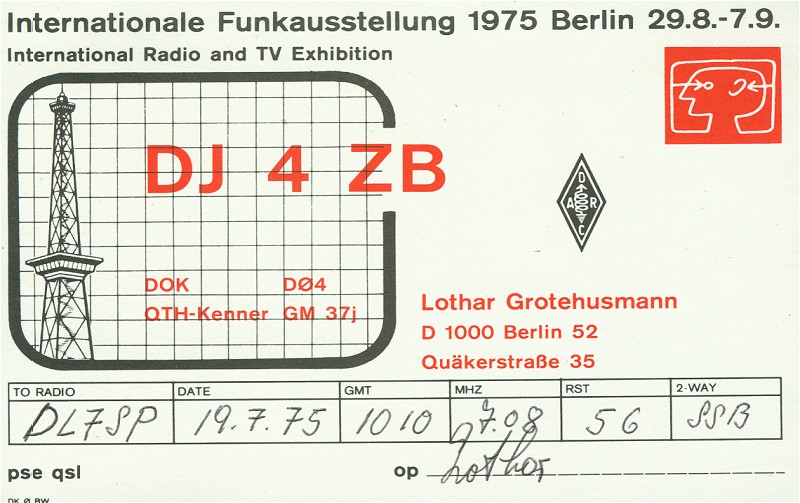 Internationale Funkausstellung 1975 Berlin 29.8.-7.9.
International Radio and TV Exhibition
DJ 4 ZB
D
A R
C
DOK DØ4
QTH-Kenner GM 37j
Lothar Grotehusmann
D 1000 Berlin 52
Quäkerstraße 35
TO RADIO DATE GMT MHZ RST 2-WAY
DL7SP 19.7.75 1010 7.08 56 SSB
pse qsl op Lothar
DK Ø BW